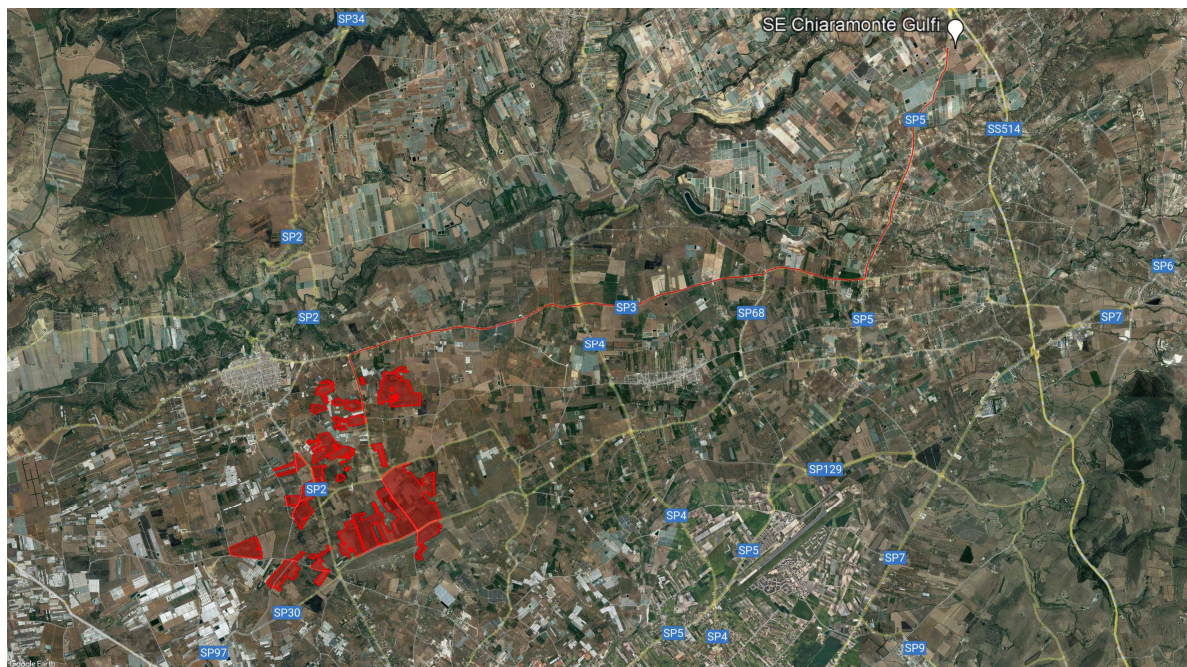 SP34
SE Chiaramonte Gulfi
SP5
SS514
SP2
SP6
SP2
SP3
SP68
SP5
SP7
SP4
SP129
SP2
SP4
SP5
SP7
SP30
SP5
SP4
SP97
SP9
Google Earth